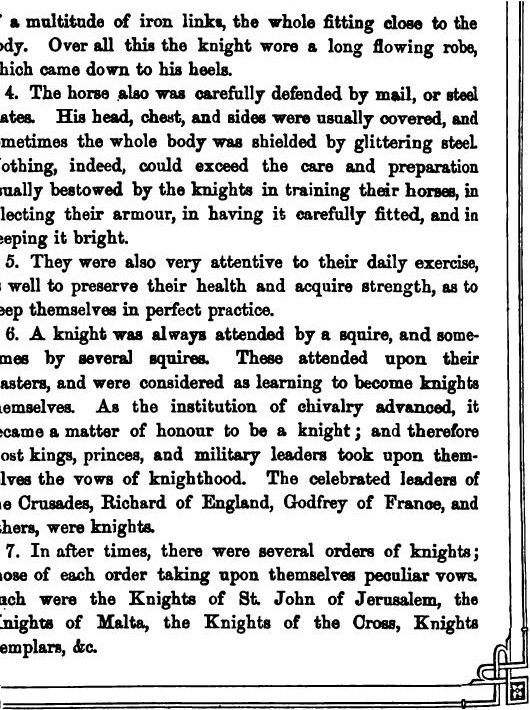 a multitude of iron links, the whole fitting close to the
ody. Over all this the knight wore a long flowing robe,
hich came down to his heels.
4. The horse also was carefully defended by mail, or steel
ates. His head, chest, and sides were usually covered, and
ometimes the whole body was shielded by glittering steel.
othing, indeed, could exceed the care and preparation
sually bestowed by the knights in training their horses, in
lecting their armour, in having it carefully fitted, and in
eeping it bright.
5. They were also very attentive to their daily exercise,
s well to preserve their health and acquire strength, as to
eep themselves in perfect practice.
6. A knight was always attended by a squire, and some-
mes by several squires. These attended upon their
asters, and were considered as learning to become knights
hemselves. As the institution of chivalry advanced, it
ecame a matter of honour to be a knight; and therefore
ost kings, princes, and military leaders took upon them-
lves the vows of knighthood. The celebrated leaders of
he Crusades, Richard of England, Godfrey of France, and
thers, were knights.
7. In after times, there were several orders of knights;
hose of each order taking upon themselves peculiar vows.
uch were the Knights of St. John of Jerusalem, the
nights of Malta, the Knights of the Cross, Knights
emplars, &c.